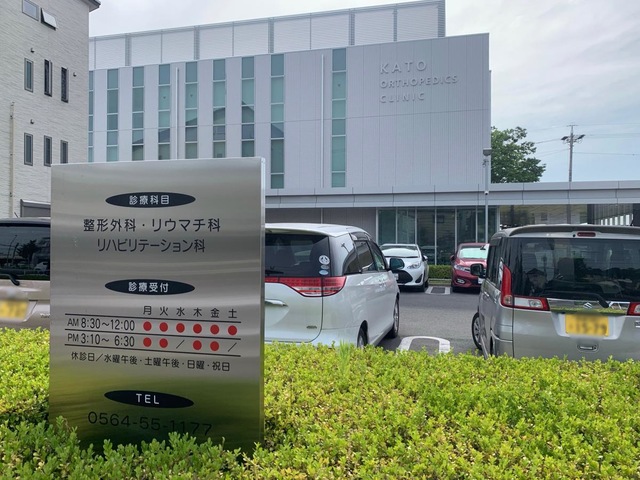 KATO
ORTHOPEDICS
CLINIC
診療科目
整形外科・リウマチ科
リハビリテーション科
診療受付
月 火 水 木 金 土
AM 8:30～12:00 ● ● ● ● ● ●
PM 3:10～ 6:30 ● ● ／ ● ● ／
休診日／水曜午後・土曜午後・日曜・祝日
TEL
0564-55-1177